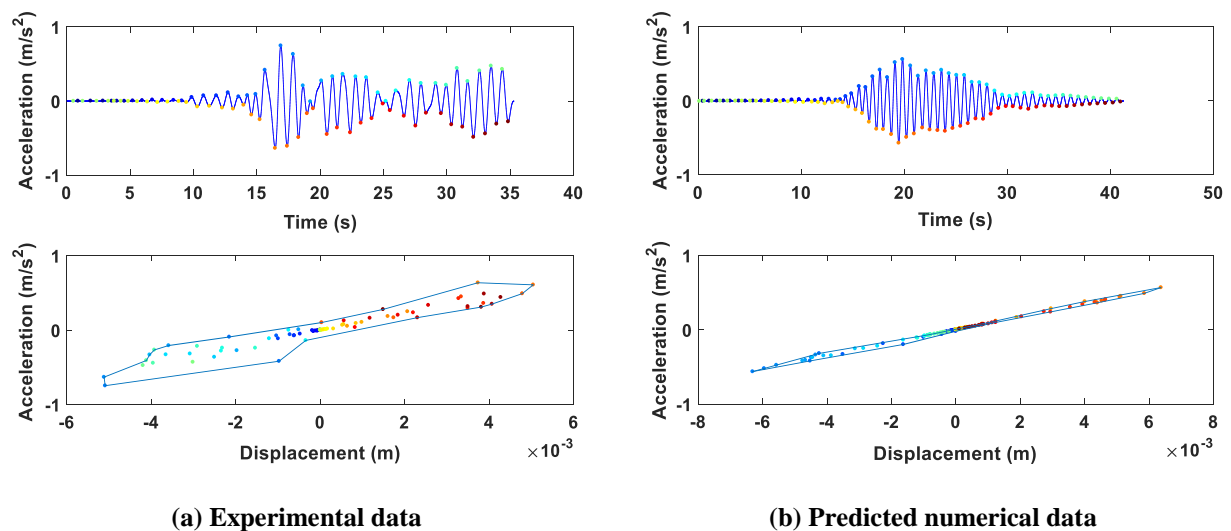 Acceleration (m/s²)
1
0
-1
0 5 10 15 20 25 30 35 40
Time (s)
Acceleration (m/s²)
1
0
-1
0 10 20 30 40 50
Time (s)
Acceleration (m/s²)
1
0
-1
-6 -4 -2 0 2 4 6
Displacement (m)
×10⁻³
Acceleration (m/s²)
1
0
-1
-8 -6 -4 -2 0 2 4 6 8
Displacement (m)
×10⁻³
(a) Experimental data
(b) Predicted numerical data